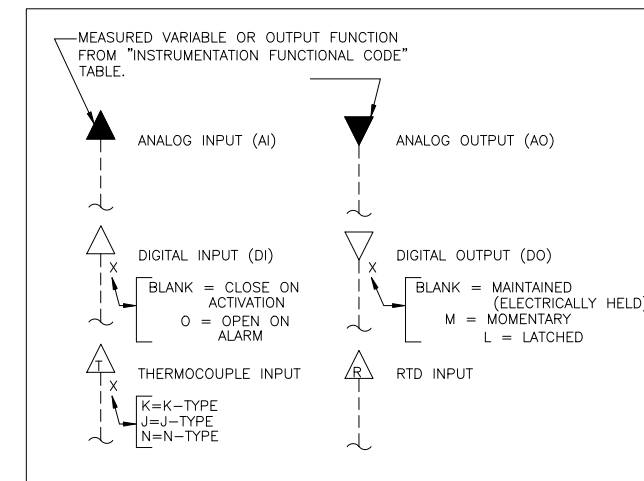 MEASURED VARIABLE OR OUTPUT FUNCTION
FROM "INSTRUMENTATION FUNCTIONAL CODE"
TABLE.
ANALOG INPUT (AI)
ANALOG OUTPUT (AO)
DIGITAL INPUT (DI)
X
BLANK = CLOSE ON
ACTIVATION
O = OPEN ON
ALARM
DIGITAL OUTPUT (DO)
X
BLANK = MAINTAINED
(ELECTRICALLY HELD)
M = MOMENTARY
L = LATCHED
T
THERMOCOUPLE INPUT
X
K=K-TYPE
J=J-TYPE
N=N-TYPE
R
RTD INPUT